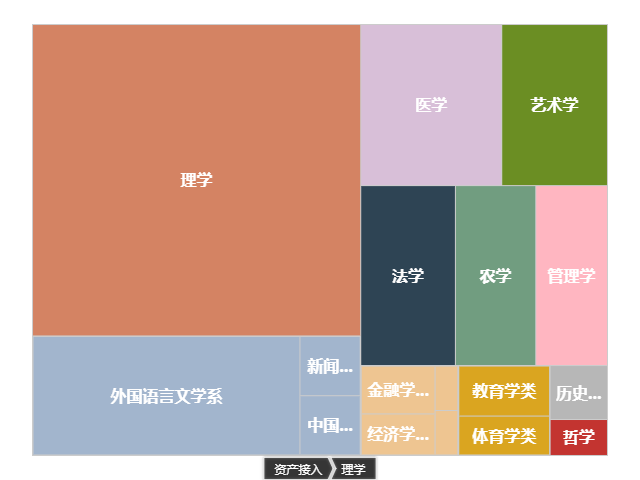 理学
医学
艺术学
法学
农学
管理学
外国语言文学系
新闻...
中国...
金融学...
经济学...
教育学类
体育学类
历史...
哲学
资产接入
理学